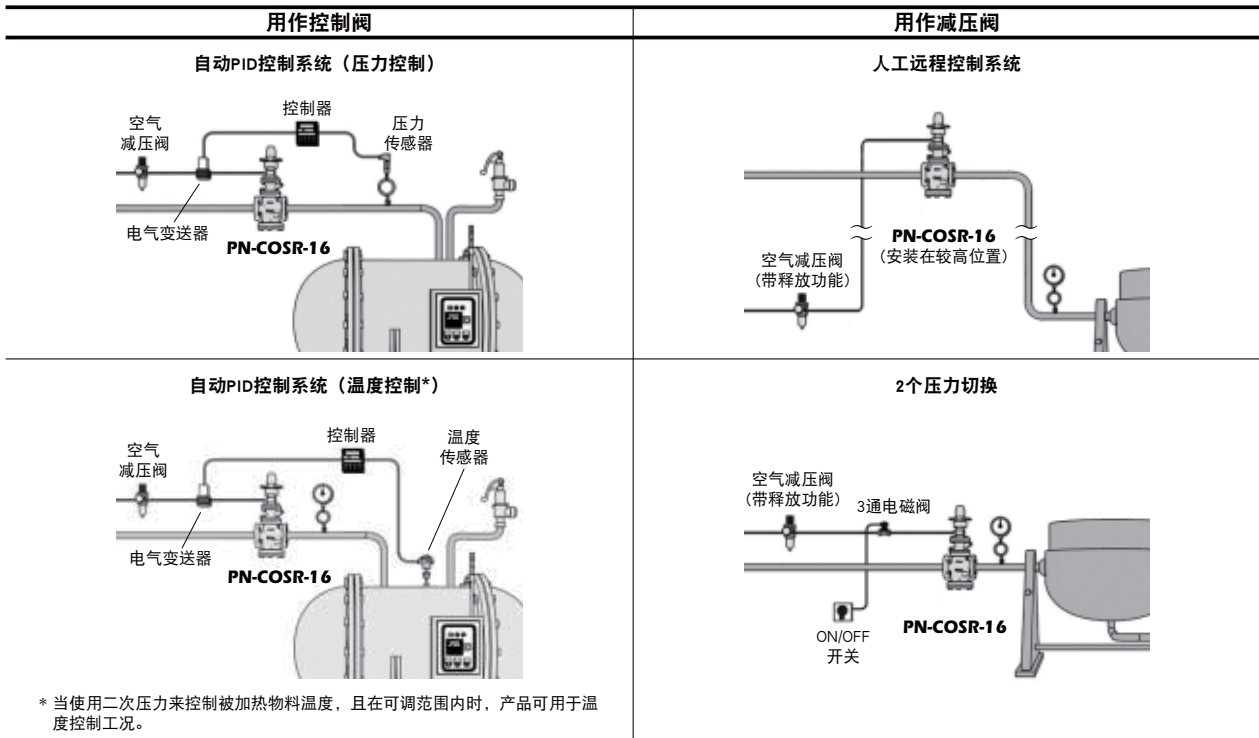 用作控制阀
用作减压阀
自动PID控制系统（压力控制）
控制器
空气
减压阀
压力
传感器
电气变送器
PN-COSR-16
人工远程控制系统
PN-COSR-16
（安装在较高位置）
空气减压阀
（带释放功能）
自动PID控制系统（温度控制*）
控制器
温度
传感器
空气
减压阀
电气变送器
PN-COSR-16
* 当使用二次压力来控制被加热物料温度，且在可调范围内时，产品可用于温
度控制工况。
2个压力切换
空气减压阀
（带释放功能）
3通电磁阀
ON/OFF
开关
PN-COSR-16